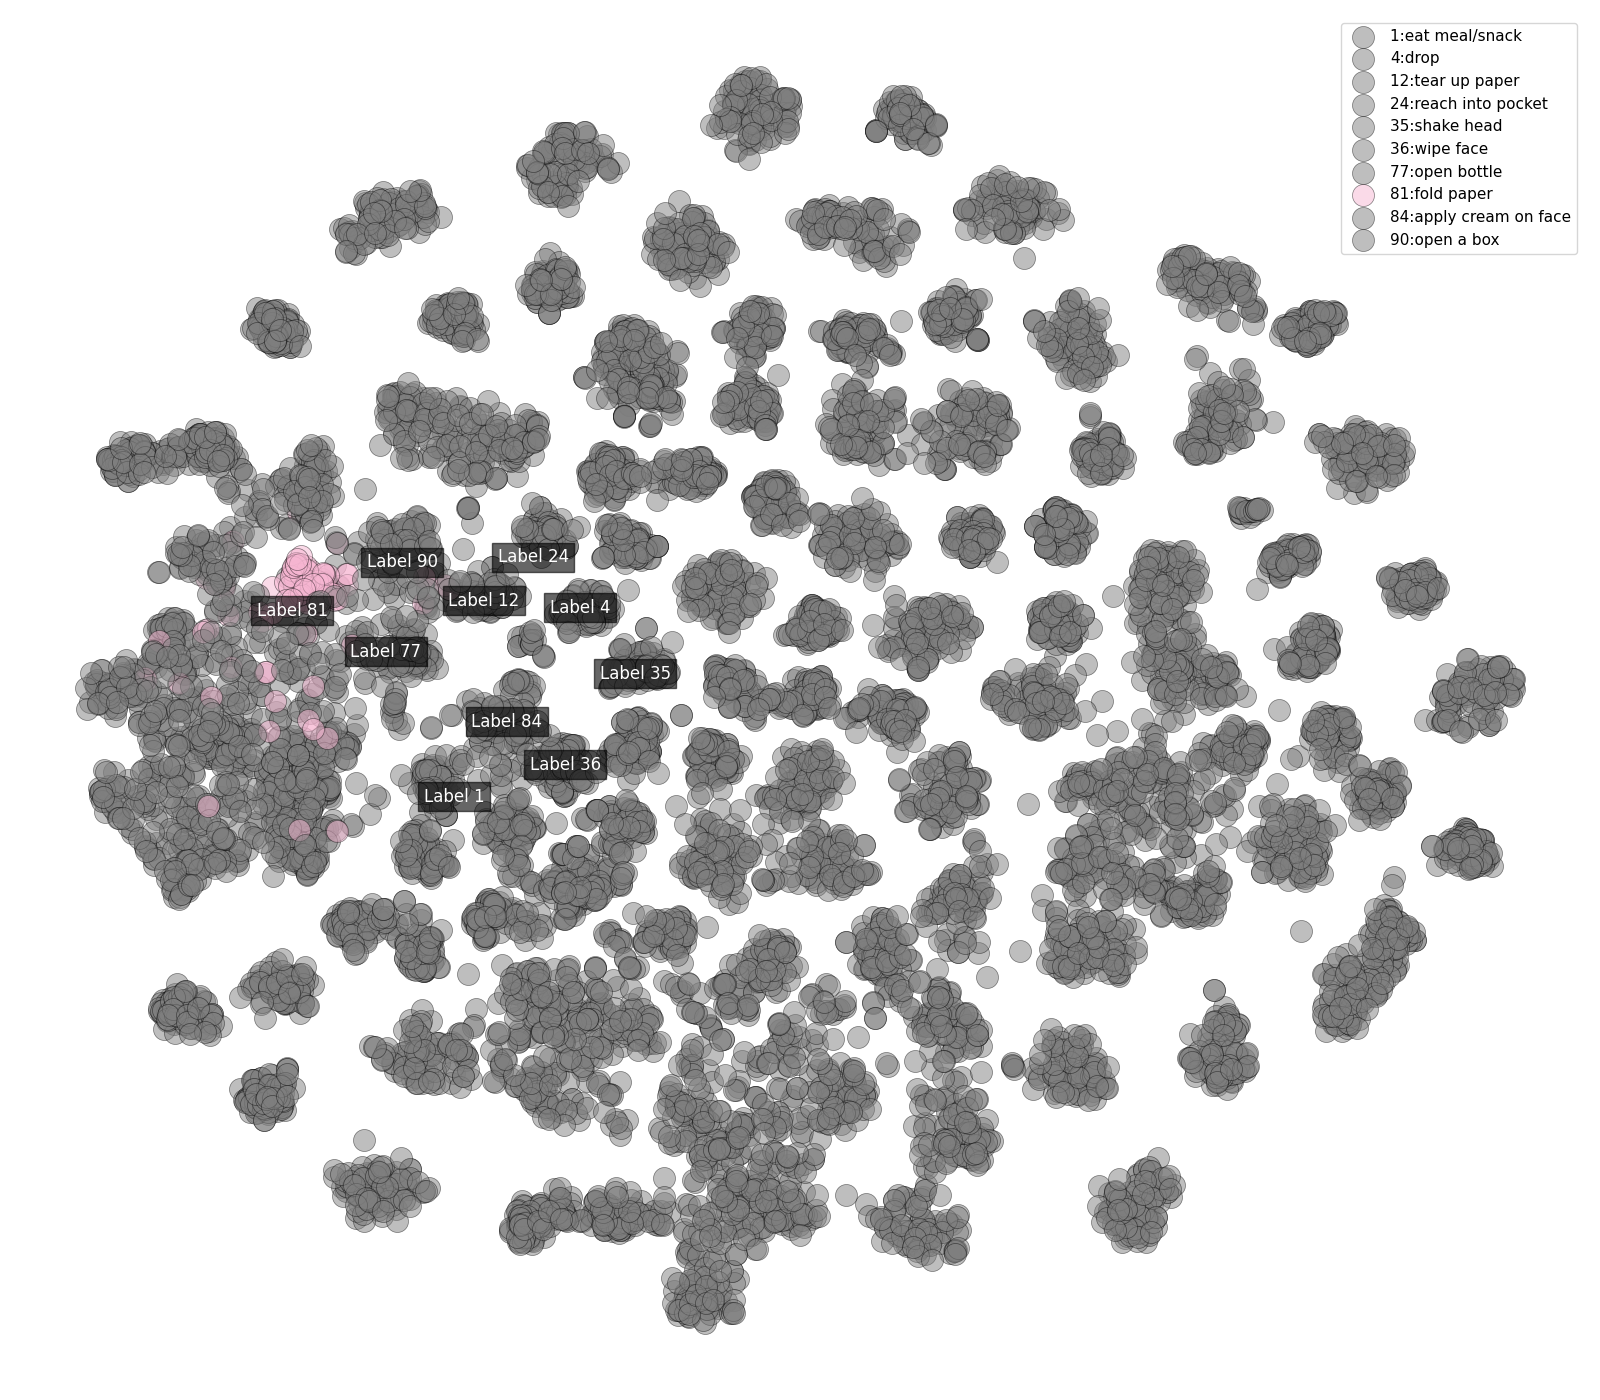 1:eat meal/snack
4:drop
12:tear up paper
24:reach into pocket
35:shake head
36:wipe face
77:open bottle
81:fold paper
84:apply cream on face
90:open a box
Label 24
Label 90
Label 12
Label 4
Label 81
Label 77
Label 35
Label 84
Label 36
Label 1